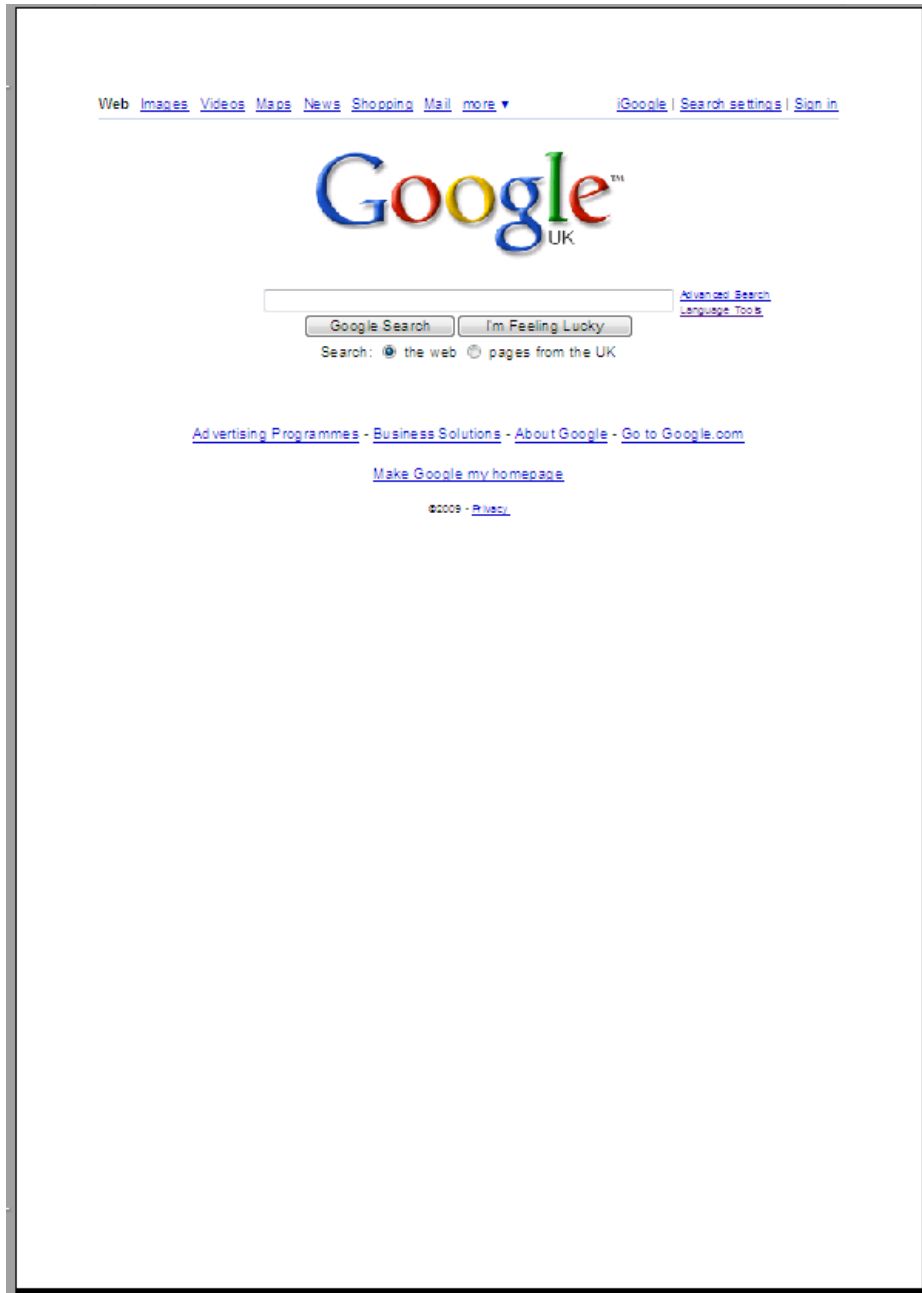 Web Images Videos Maps News Shopping Mail more ▼ iGoogle | Search settings | Sign in
Google™
UK
Advanced Search
Language Tools
Google Search I'm Feeling Lucky
Search: the web pages from the UK
Advertising Programmes - Business Solutions - About Google - Go to Google.com
Make Google my homepage
©2009 - Privacy